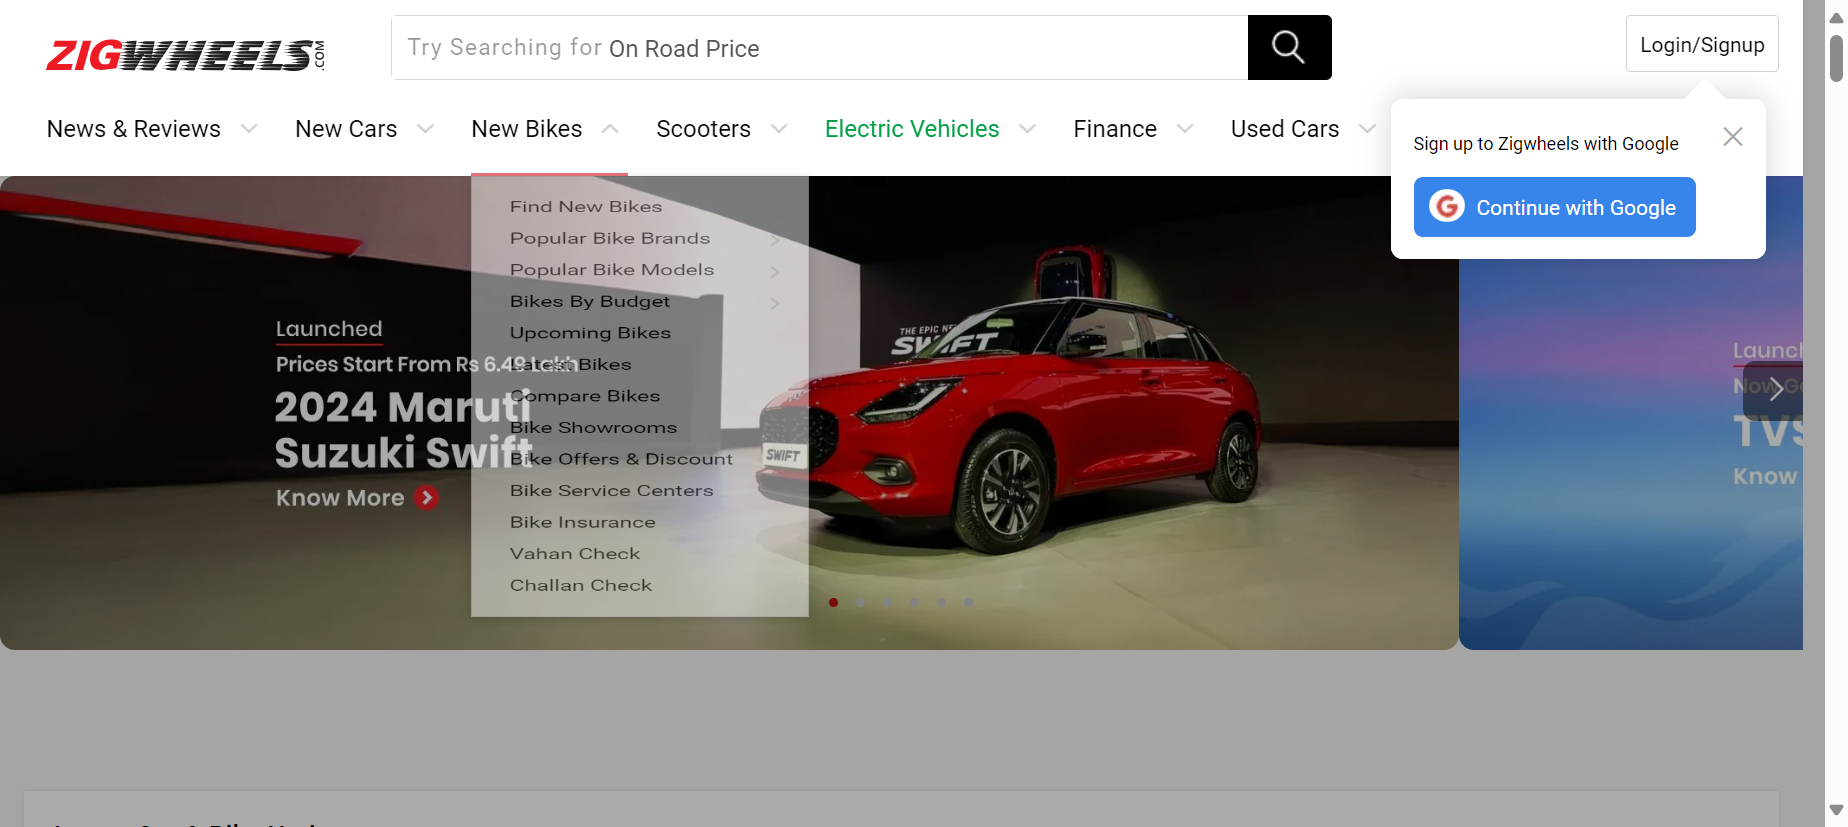 ZIGWHEELS.COM
Try Searching for On Road Price
Login/Signup
News & Reviews
New Cars
New Bikes
Scooters
Electric Vehicles
Finance
Used Cars
Sign up to Zigwheels with Google
Continue with Google
Find New Bikes
Popular Bike Brands
Popular Bike Models
Bikes By Budget
Upcoming Bikes
Latest Bikes
Compare Bikes
Bike Showrooms
Bike Offers & Discount
Bike Service Centers
Bike Insurance
Vahan Check
Challan Check
Launched
Prices Start From Rs 6.49 Lakh
2024 Maruti
Suzuki Swift
Know More
THE EPIC NE
SWIFT
SWIFT
Launch
Now
TVS
Know